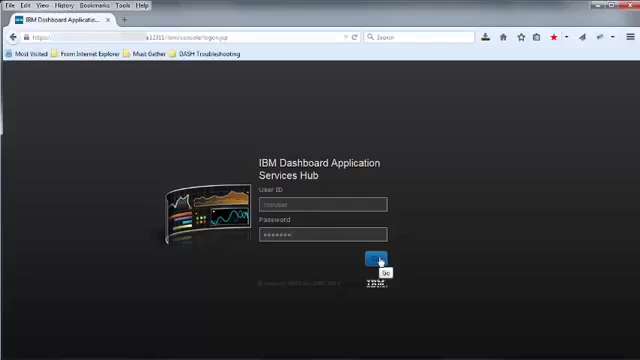 File Edit View History Bookmarks Tools Help
IBM Dashboard Application...
https://
:12311/ibm/console/logon.jsp
Search
Most Visited
From Internet Explorer
Must Gather
DASH Troubleshooting
IBM Dashboard Application
Services Hub
User ID
Password
Go
IBM